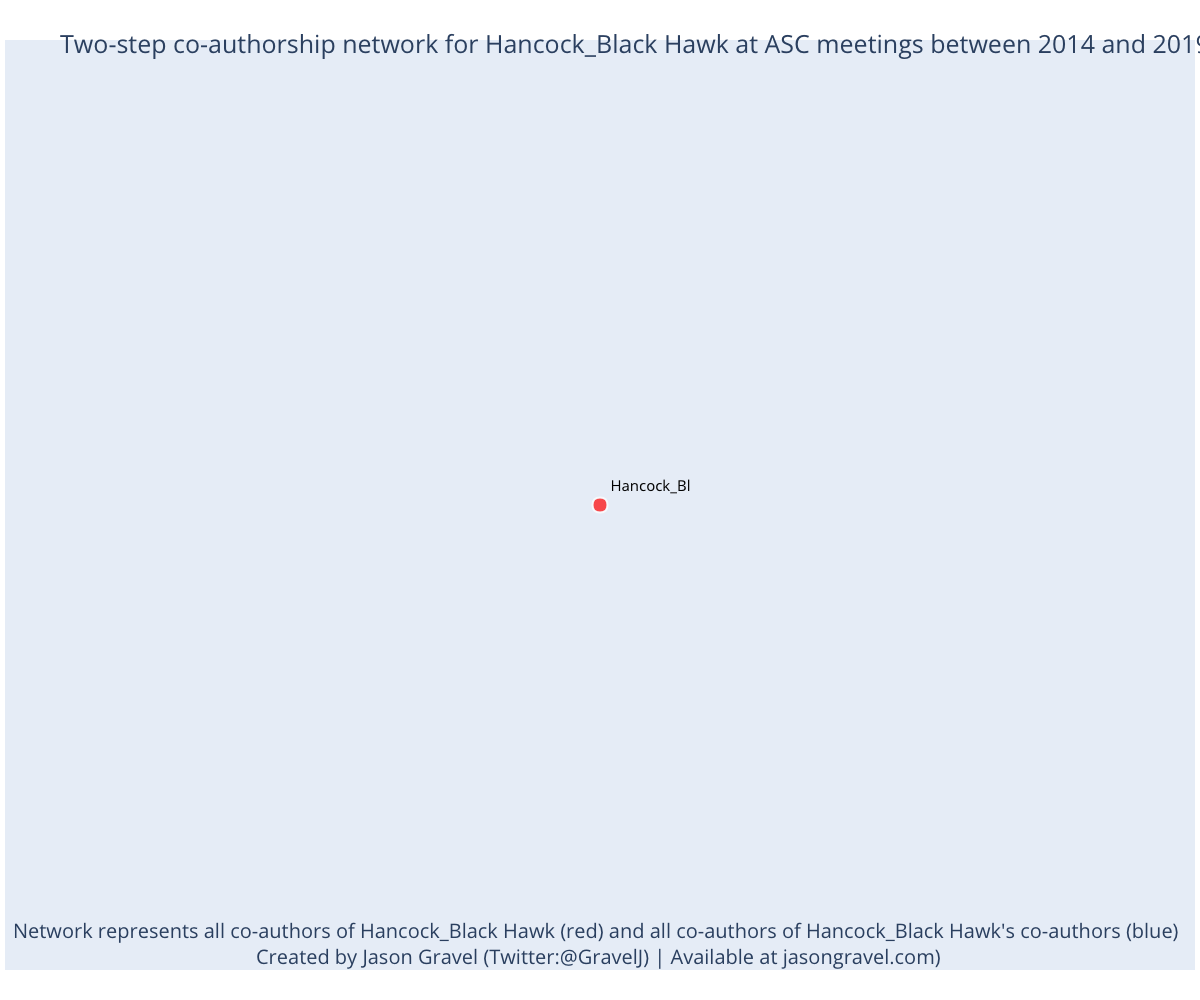 Two-step co-authorship network for Hancock_Black Hawk at ASC meetings between 2014 and 2019
Hancock_Bl
Network represents all co-authors of Hancock_Black Hawk (red) and all co-authors of Hancock_Black Hawk's co-authors (blue)
Created by Jason Gravel (Twitter:@GravelJ) | Available at jasongravel.com)